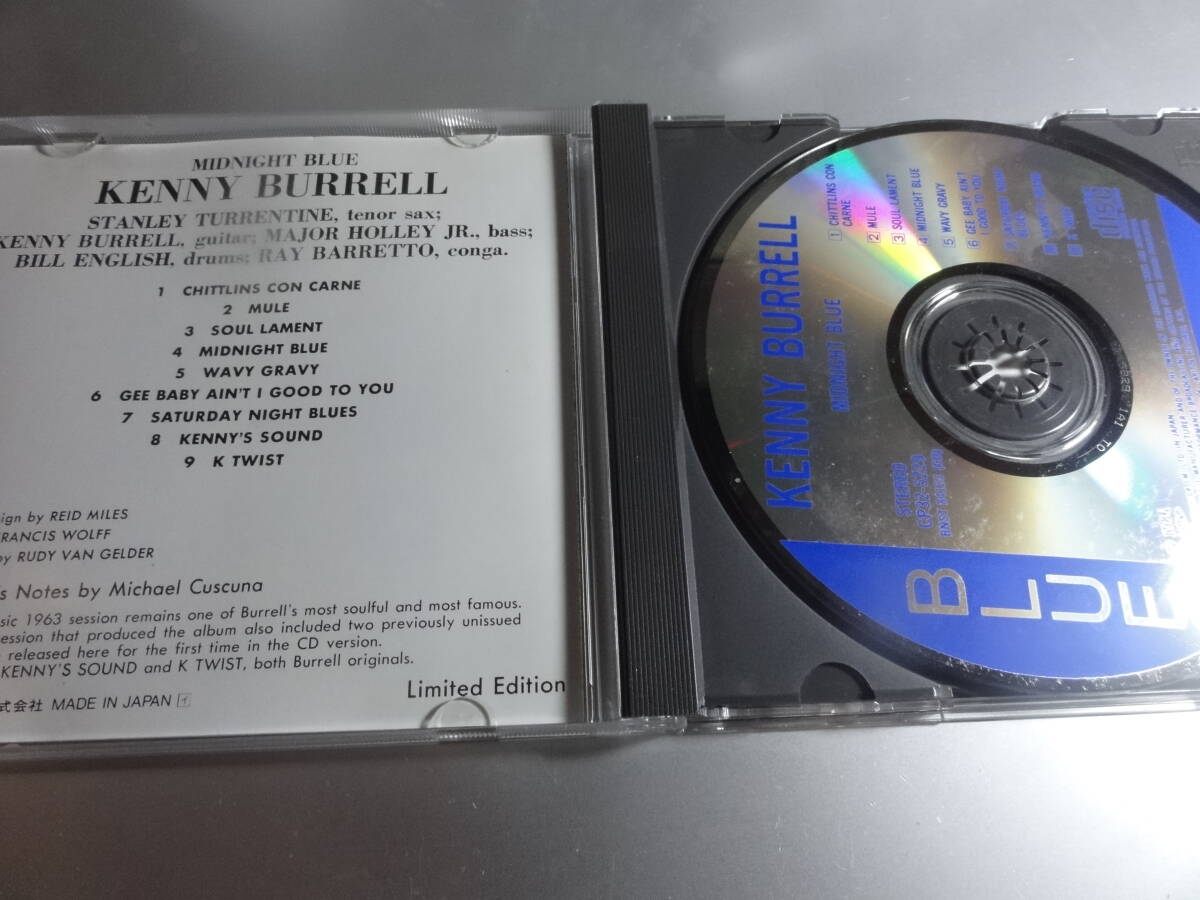 MIDNIGHT BLUE
KENNY BURRELL
STANLEY TURRENTINE, tenor sax;
KENNY BURRELL, guitar; MAJOR HOLLEY JR., bass;
BILL ENGLISH, drums; RAY BARRETTO, conga.
1 CHITTLINS CON CARNE
2 MULE
3 SOUL LAMENT
4 MIDNIGHT BLUE
5 WAVY GRAVY
6 GEE BABY AIN'T I GOOD TO YOU
7 SATURDAY NIGHT BLUES
8 KENNY'S SOUND
9 K TWIST
ign by REID MILES
FRANCIS WOLFF
by RUDY VAN GELDER
s Notes by Michael Cuscuna
sic 1963 session remains one of Burrell's most soulful and most famous.
ession that produced the album also included two previously unissued
released here for the first time in the CD version.
KENNY'S SOUND and K TWIST, both Burrell originals.
Limited Edition
式会社 MADE IN JAPAN
KENNY BURRELL
MIDNIGHT BLUE
1 CHITTLINS CON
CARNE
2 MULE
3 SOUL LAMENT
4 MIDNIGHT BLUE
5 WAVY GRAVY
6 GEE BABY AIN'T
I GOOD TO YOU
STEREO
BLUE